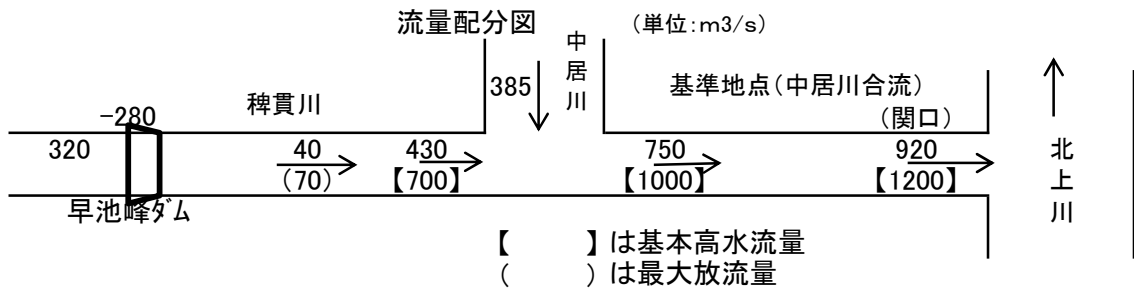 流量配分図 (単位:m3/s)
中居川
385
基準地点(中居川合流)
(関口)
稗貫川
-280
320
40
(70)
430
【700】
750
【1000】
920
【1200】
北上川
早池峰ダム
【 】は基本高水流量
( )は最大放流量